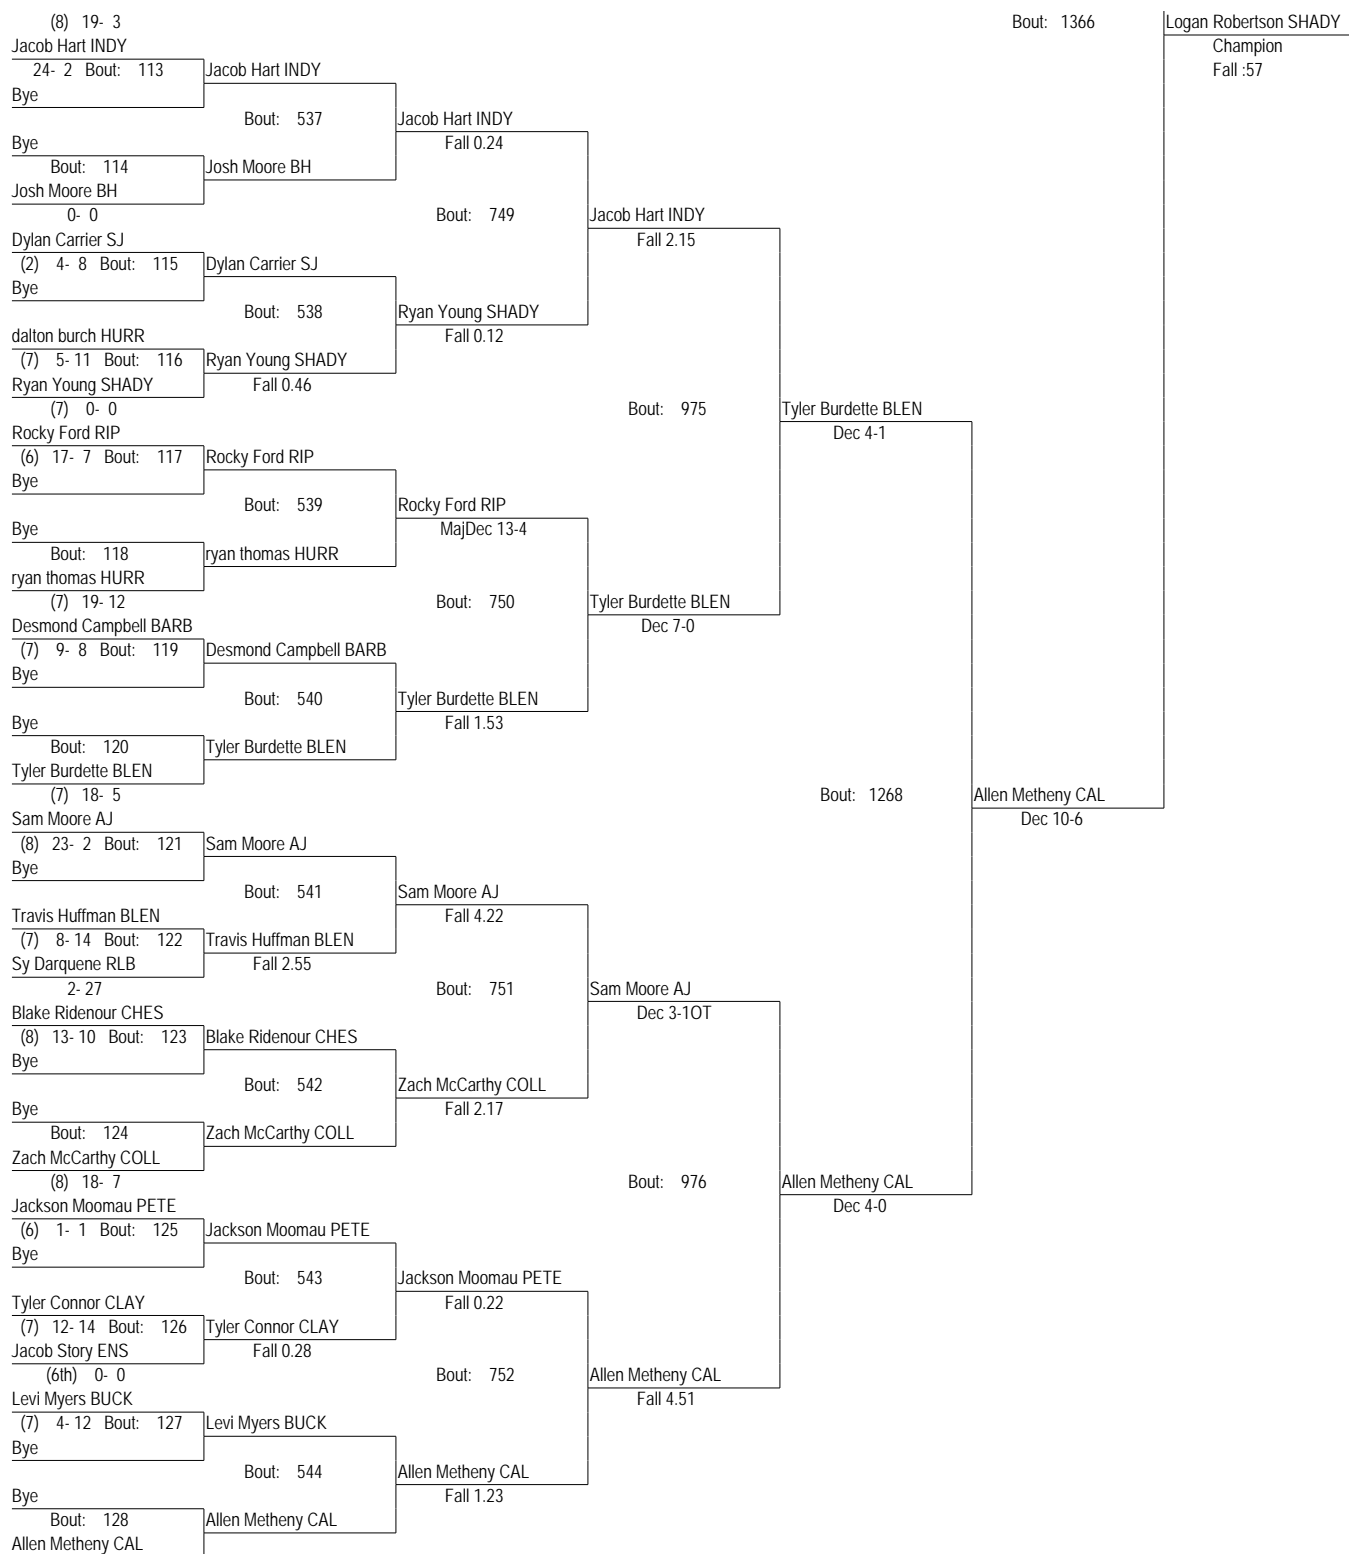 (8) 19- 3
Bout: 1366
Logan Robertson SHADY
Jacob Hart INDY
Champion
24- 2 Bout: 113
Jacob Hart INDY
Fall :57
Bye
Bout: 537
Jacob Hart INDY
Bye
Fall 0.24
Bout: 114
Josh Moore BH
Josh Moore BH
0- 0
Bout: 749
Jacob Hart INDY
Dylan Carrier SJ
Fall 2.15
(2) 4- 8 Bout: 115
Dylan Carrier SJ
Bye
Bout: 538
Ryan Young SHADY
dalton burch HURR
Fall 0.12
(7) 5- 11 Bout: 116
Ryan Young SHADY
Ryan Young SHADY
Fall 0.46
(7) 0- 0
Bout: 975
Tyler Burdette BLEN
Rocky Ford RIP
Dec 4-1
(6) 17- 7 Bout: 117
Rocky Ford RIP
Bye
Bout: 539
Rocky Ford RIP
Bye
MajDec 13-4
Bout: 118
ryan thomas HURR
ryan thomas HURR
(7) 19- 12
Bout: 750
Tyler Burdette BLEN
Desmond Campbell BARB
Dec 7-0
(7) 9- 8 Bout: 119
Desmond Campbell BARB
Bye
Bout: 540
Tyler Burdette BLEN
Bye
Fall 1.53
Bout: 120
Tyler Burdette BLEN
Tyler Burdette BLEN
(7) 18- 5
Bout: 1268
Allen Metheny CAL
Sam Moore AJ
Dec 10-6
(8) 23- 2 Bout: 121
Sam Moore AJ
Bye
Bout: 541
Sam Moore AJ
Travis Huffman BLEN
Fall 4.22
(7) 8- 14 Bout: 122
Travis Huffman BLEN
Sy Darquene RLB
Fall 2.55
2- 27
Bout: 751
Sam Moore AJ
Blake Ridenour CHES
Dec 3-1OT
(8) 13- 10 Bout: 123
Blake Ridenour CHES
Bye
Bout: 542
Zach McCarthy COLL
Bye
Fall 2.17
Bout: 124
Zach McCarthy COLL
Zach McCarthy COLL
(8) 18- 7
Bout: 976
Allen Metheny CAL
Jackson Moomau PETE
Dec 4-0
(6) 1- 1 Bout: 125
Jackson Moomau PETE
Bye
Bout: 543
Jackson Moomau PETE
Tyler Connor CLAY
Fall 0.22
(7) 12- 14 Bout: 126
Tyler Connor CLAY
Jacob Story ENS
Fall 0.28
(6th) 0- 0
Bout: 752
Allen Metheny CAL
Levi Myers BUCK
Fall 4.51
(7) 4- 12 Bout: 127
Levi Myers BUCK
Bye
Bout: 544
Allen Metheny CAL
Bye
Fall 1.23
Bout: 128
Allen Metheny CAL
Allen Metheny CAL